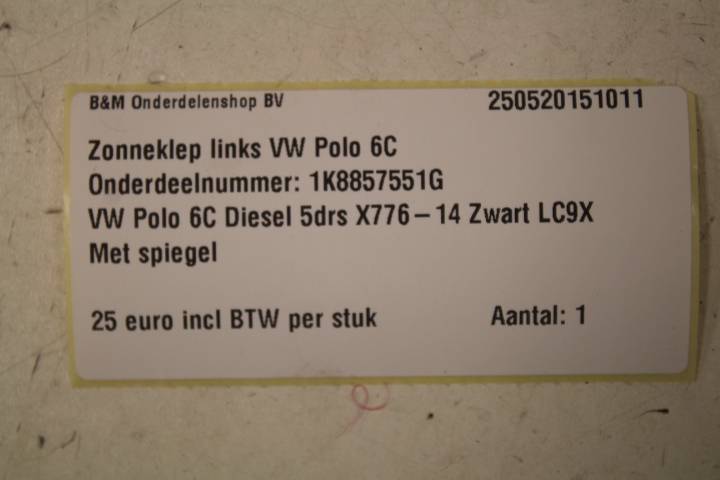 B&M Onderdelenshop BV 250520151011
Zonneklep links VW Polo 6C
Onderdeelnummer: 1K8857551G
VW Polo 6C Diesel 5drs X776-14 Zwart LC9X
Met spiegel
25 euro incl BTW per stuk Aantal: 1